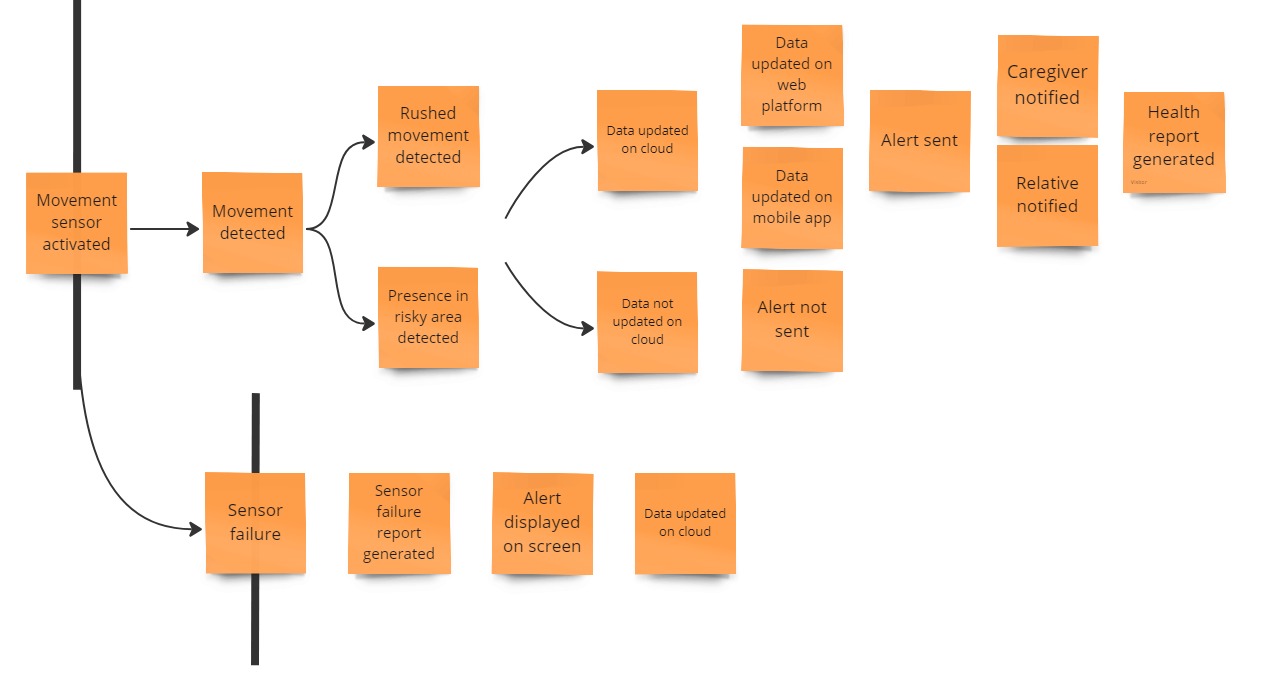 Movement
sensor
activated
Movement
detected
Rushed
movement
detected
Presence in
risky area
detected
Data updated
on cloud
Data not
updated on
cloud
Data
updated on
web
platform
Data
updated on
mobile app
Alert not
sent
Alert sent
Caregiver
notified
Relative
notified
Health
report
generated
Sensor
failure
Sensor
failure
report
generated
Alert
displayed
on screen
Data updated
on cloud